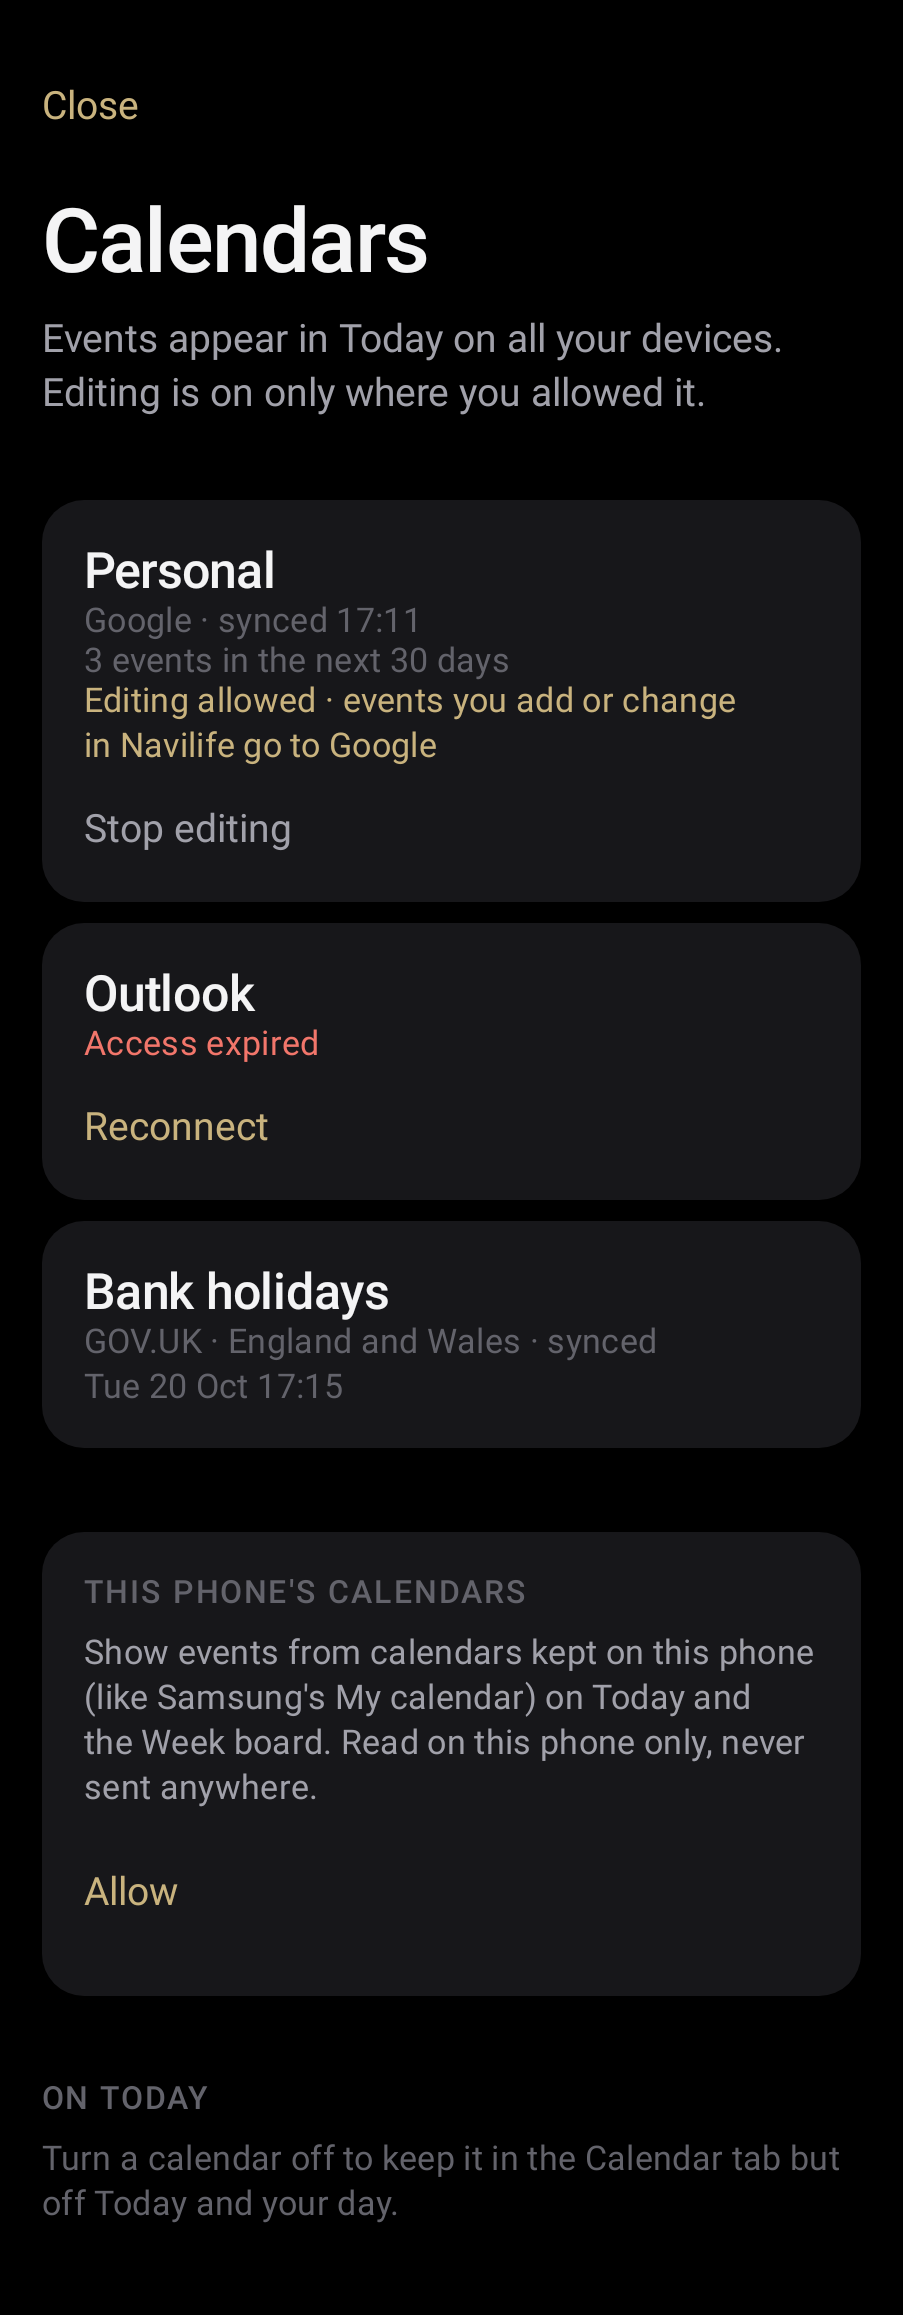 Close
Calendars
Events appear in Today on all your devices.
Editing is on only where you allowed it.
Personal
Google · synced 17:11
3 events in the next 30 days
Editing allowed · events you add or change
in Navilife go to Google
Stop editing
Outlook
Access expired
Reconnect
Bank holidays
GOV.UK · England and Wales · synced
Tue 20 Oct 17:15
THIS PHONE'S CALENDARS
Show events from calendars kept on this phone
(like Samsung's My calendar) on Today and
the Week board. Read on this phone only, never
sent anywhere.
Allow
ON TODAY
Turn a calendar off to keep it in the Calendar tab but
off Today and your day.